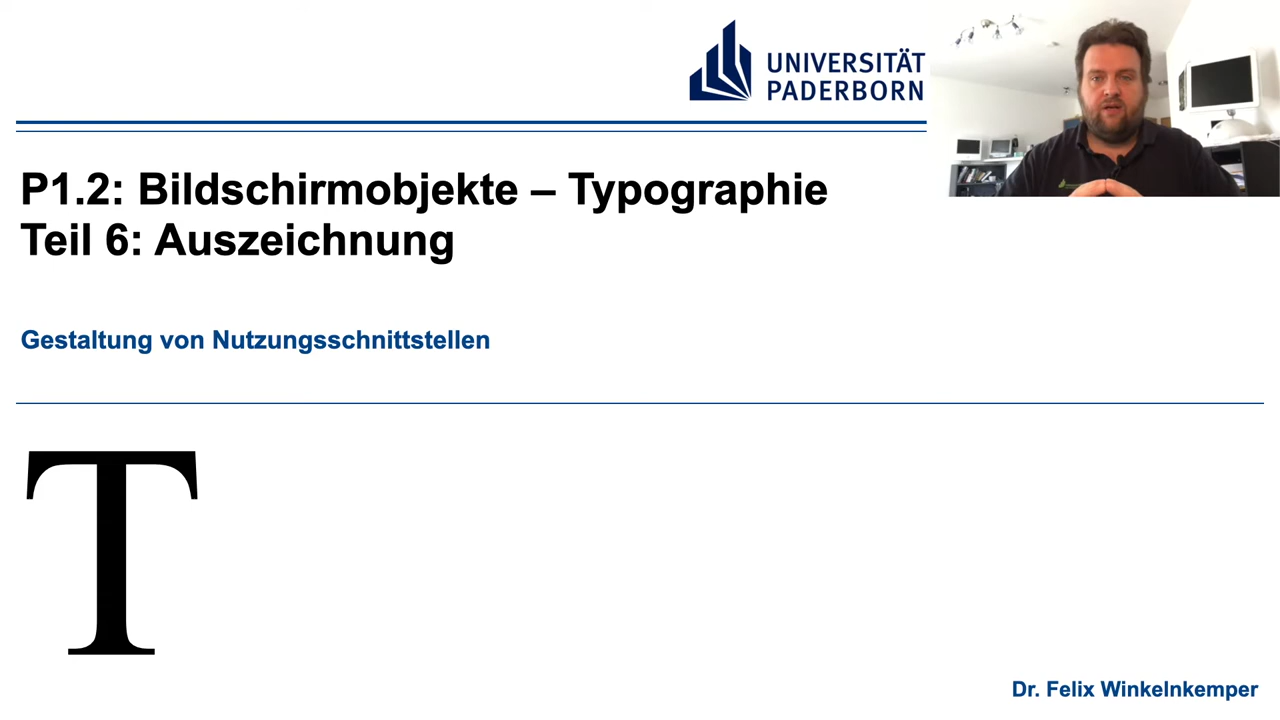 UNIVERSITÄT
PADERBORN
P1.2: Bildschirmobjekte – Typographie
Teil 6: Auszeichnung
Gestaltung von Nutzungsschnittstellen
T
Dr. Felix Winkelnkemper